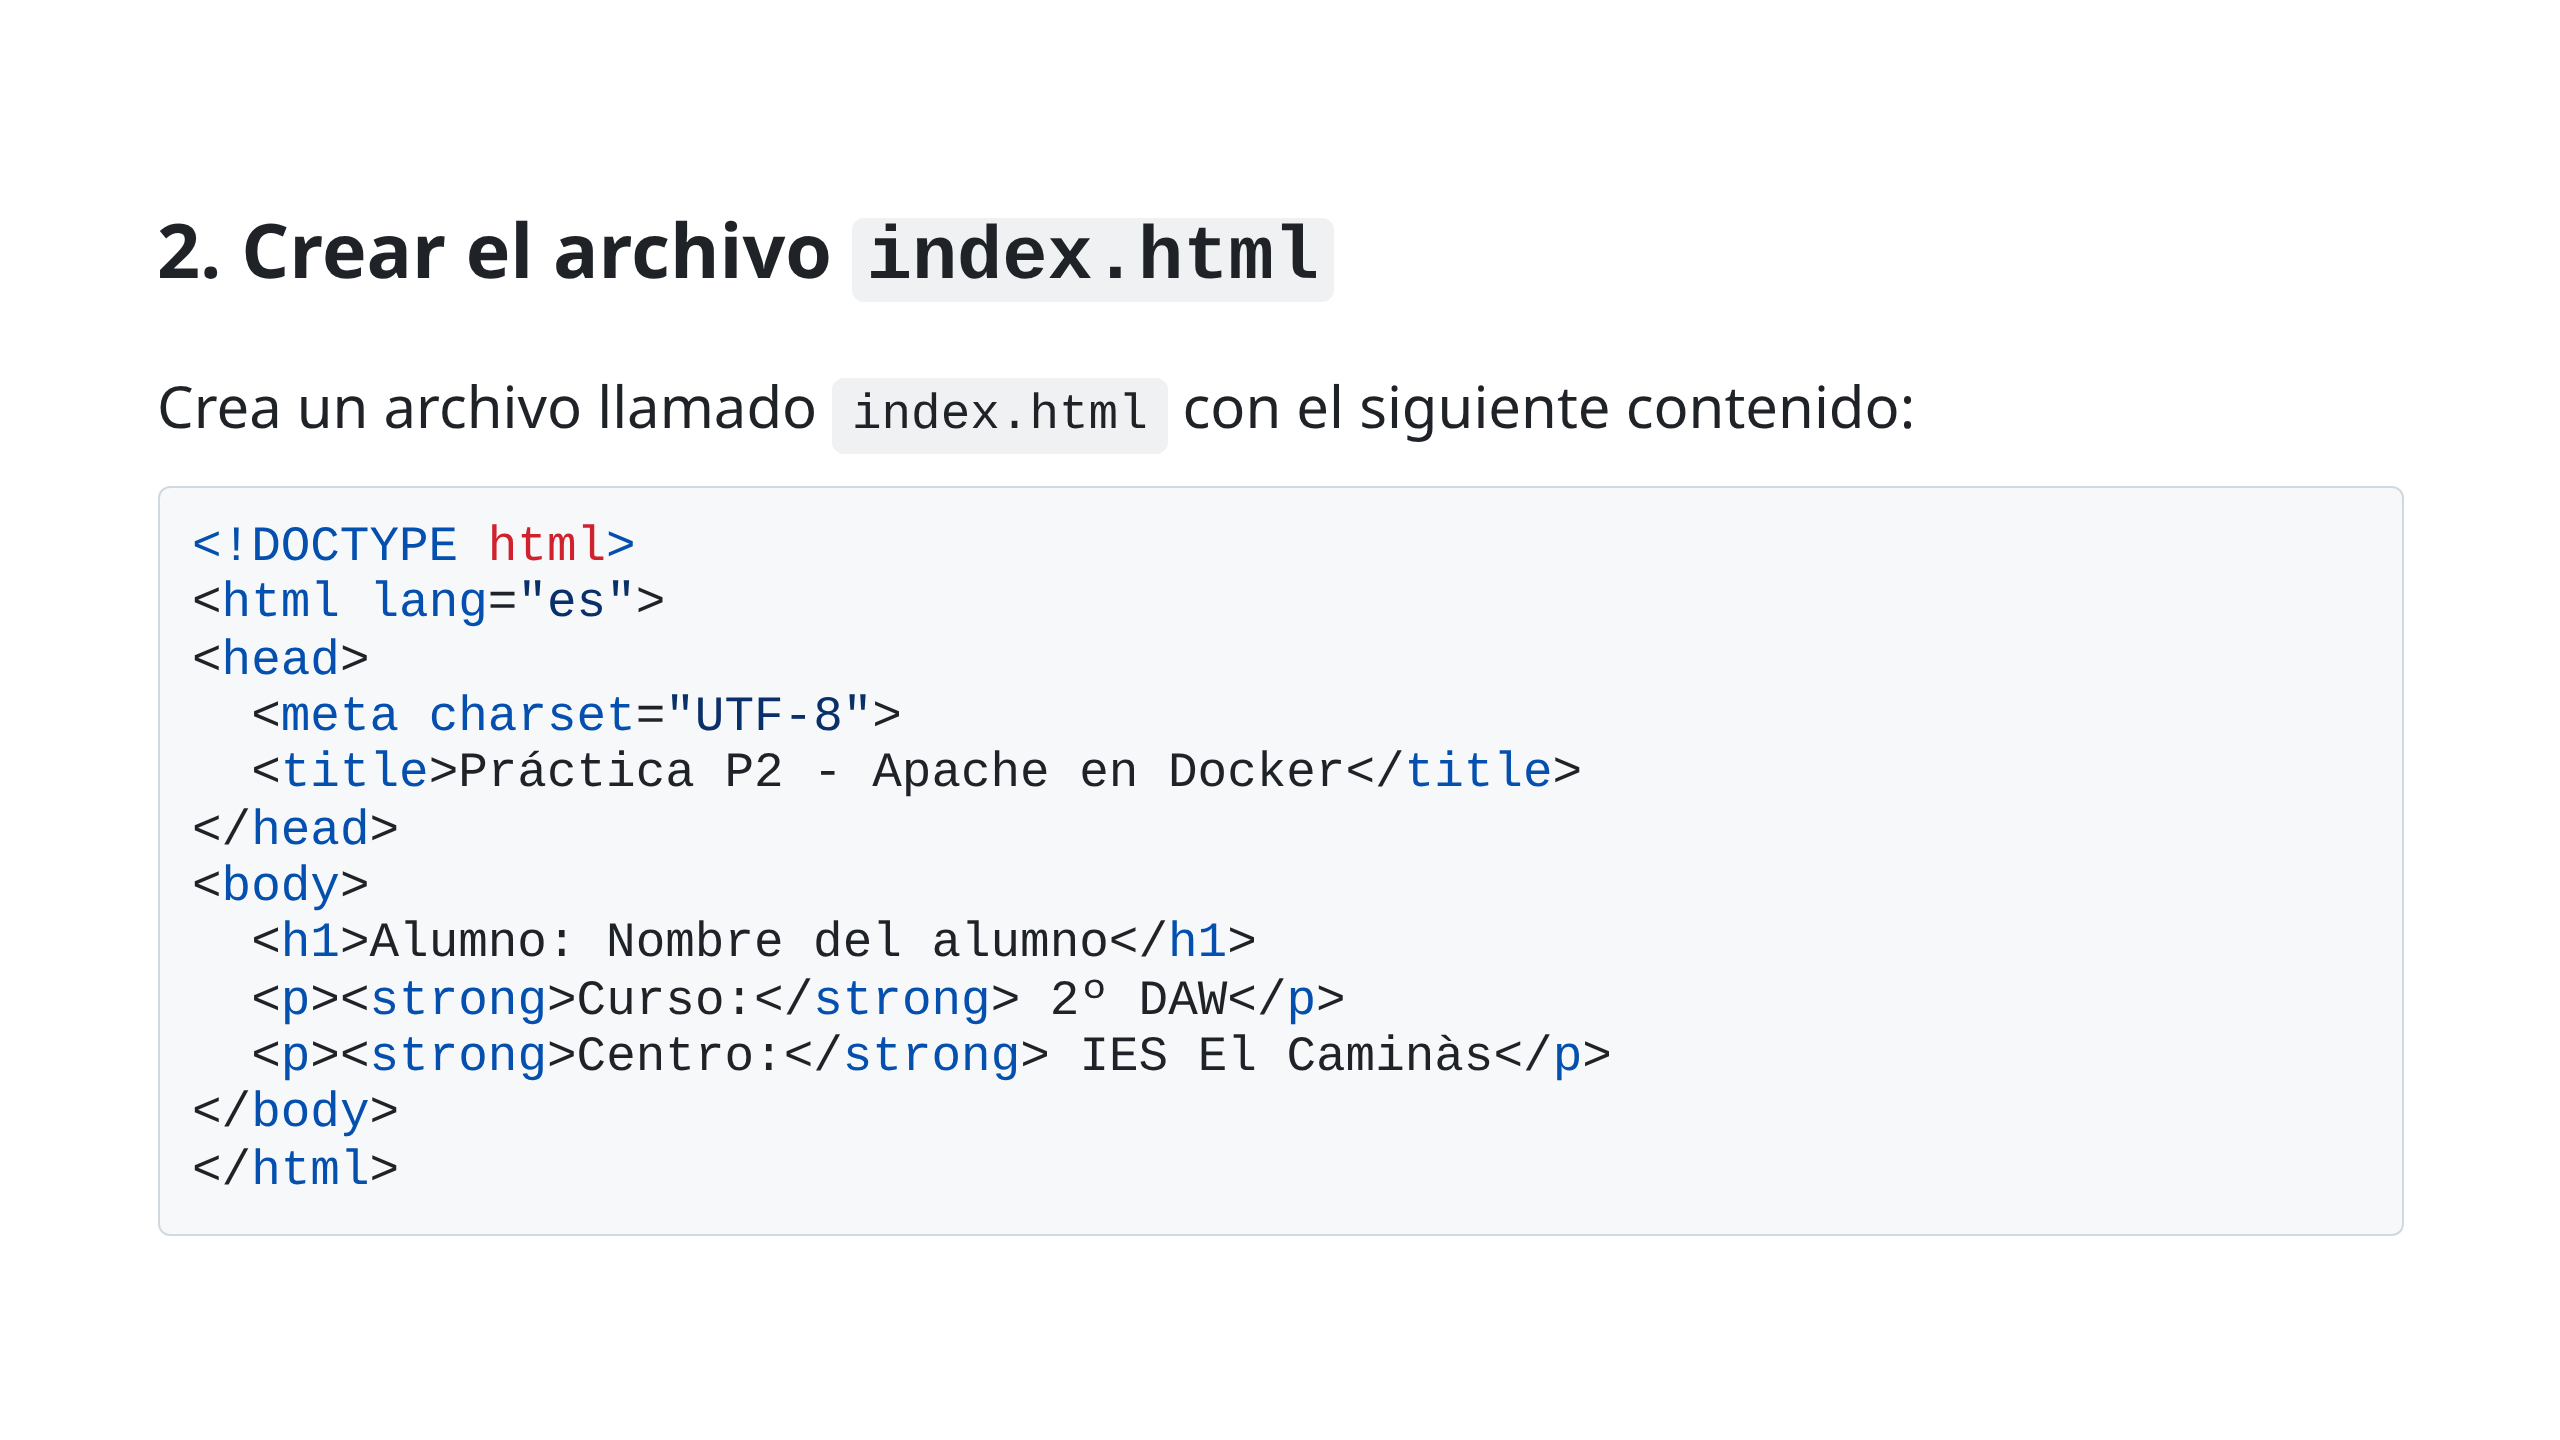 2. Crear el archivo index.html
Crea un archivo llamado index.html con el siguiente contenido:
<!DOCTYPE html>
<html lang="es">
<head>
  <meta charset="UTF-8">
  <title>Práctica P2 - Apache en Docker</title>
</head>
<body>
  <h1>Alumno: Nombre del alumno</h1>
  <p><strong>Curso:</strong> 2º DAW</p>
  <p><strong>Centro:</strong> IES El Caminàs</p>
</body>
</html>